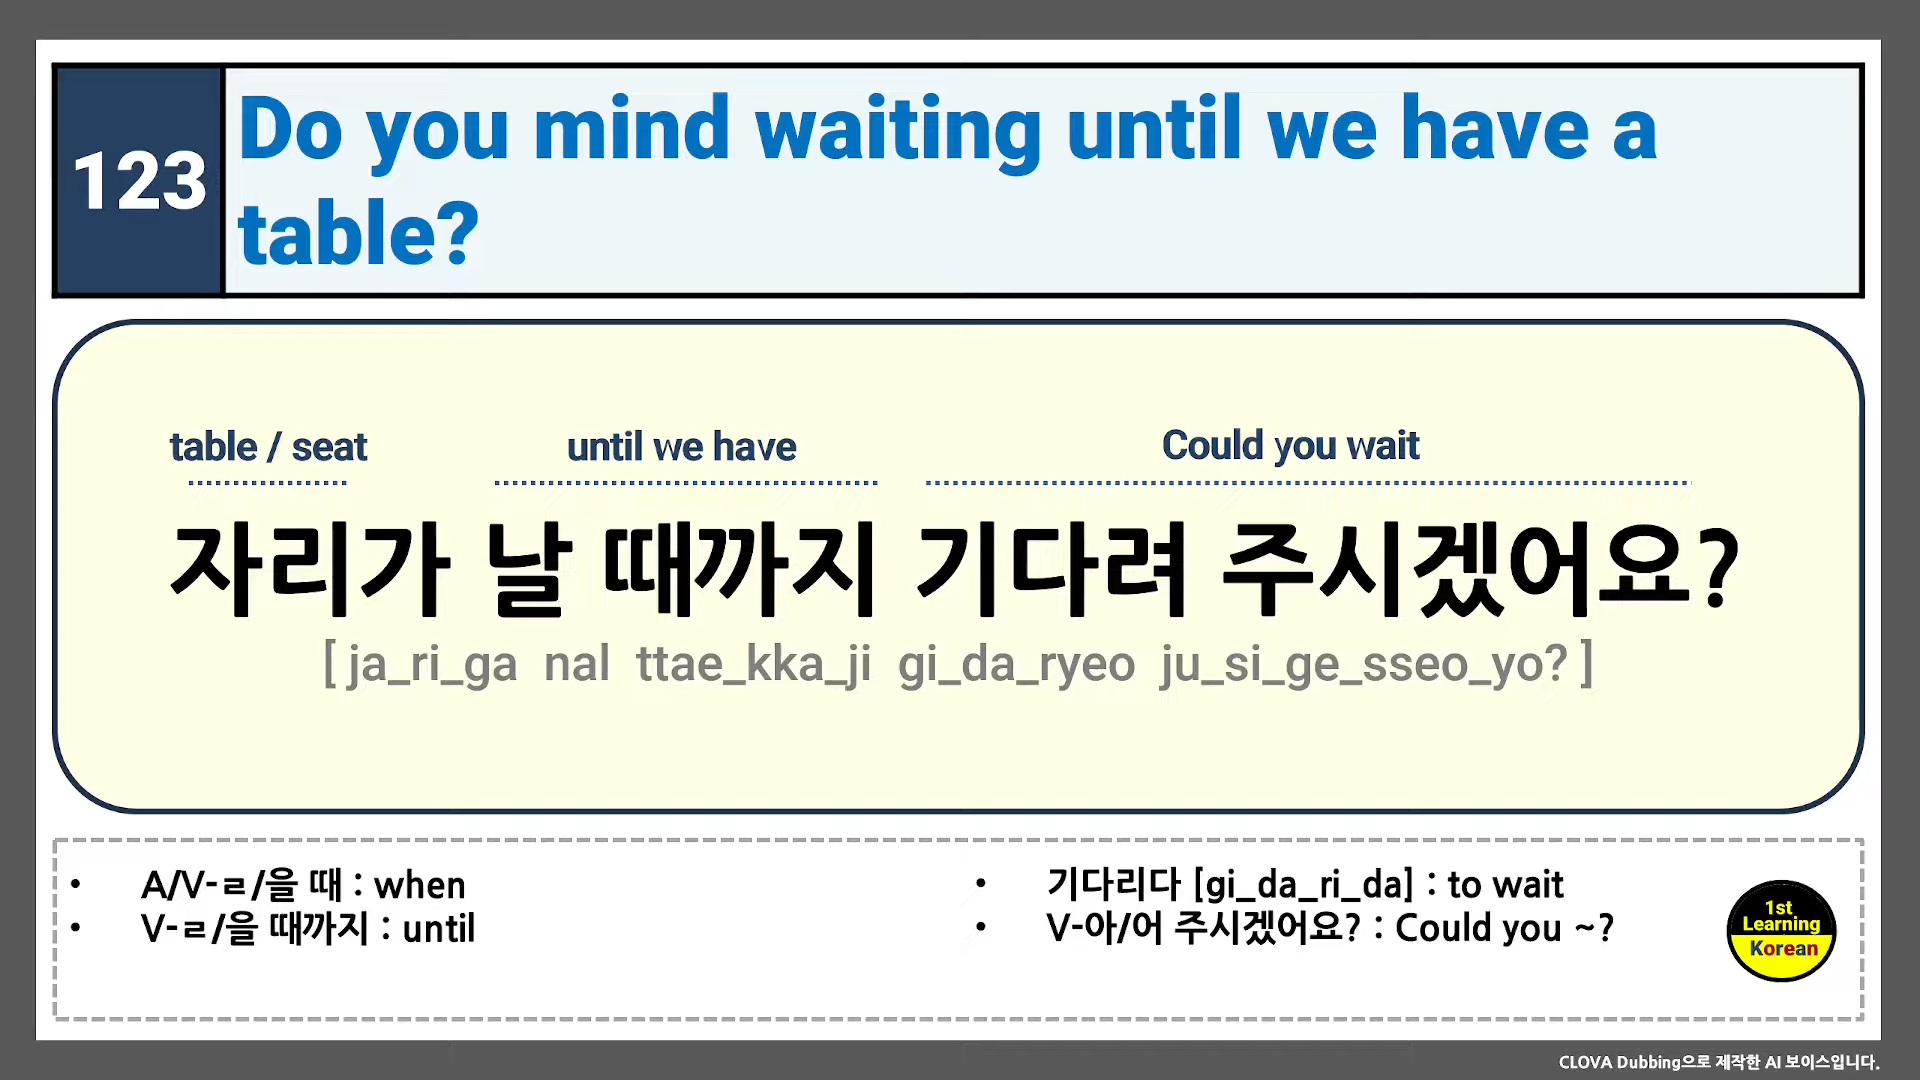 123
Do you mind waiting until we have a
table?
table / seat
until we have
Could you wait
자리가 날 때까지 기다려 주시겠어요?
[ ja_ri_ga nal ttae_kka_ji gi_da_ryeo ju_si_ge_sseo_yo? ]
• A/V-ㄹ/을 때 : when
• V-ㄹ/을 때까지 : until
• 기다리다 [gi_da_ri_da] : to wait
• V-아/어 주시겠어요? : Could you ~?
1st
Learning
Korean
CLOVA Dubbing으로 제작한 AI 보이스입니다.